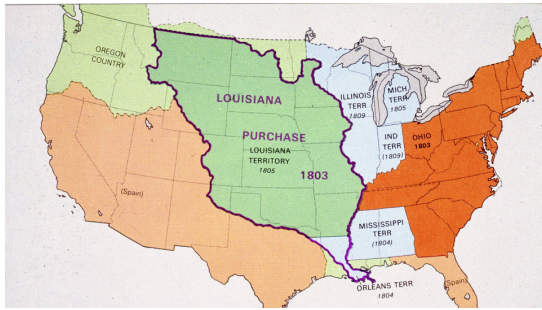 OREGON
COUNTRY
LOUISIANA
PURCHASE
LOUISIANA
TERRITORY
1805
1803
ILLINOIS
TERR
1809
MICH
TERR
1805
IND
TERR
(1809)
OHIO
1803
(Spain)
MISSISSIPPI
TERR
(1804)
ORLEANS TERR
1804
(Spain)